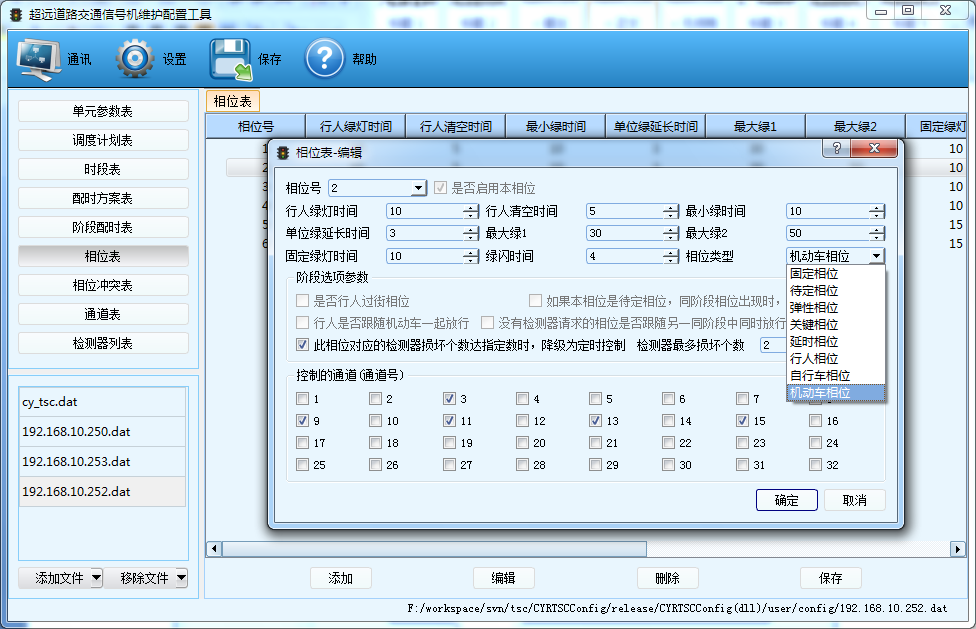 超远道路交通信号机维护配置工具
通讯 设置 保存 帮助
单元参数表
调度计划表
时段表
配时方案表
阶段配时表
相位表
相位冲突表
通道表
检测器列表
cy_tsc.dat
192.168.10.250.dat
192.168.10.253.dat
192.168.10.252.dat
添加文件 移除文件
相位表
相位号 行人绿灯时间 行人清空时间 最小绿时间 单位绿延长时间 最大绿1 最大绿2 固定绿灯
10
10
10
10
15
15
相位表-编辑
相位号 2 是否启用本相位
行人绿灯时间 10 行人清空时间 5 最小绿时间 10
单位绿延长时间 3 最大绿1 30 最大绿2 50
固定绿灯时间 10 绿闪时间 4 相位类型 机动车相位
固定相位
待定相位
弹性相位
关键相位
延时相位
行人相位
自行车相位
机动车相位
阶段选项参数
是否行人过街相位 如果本相位是待定相位，同阶段相位出现时，
行人是否跟随机动车一起放行 没有检测器请求的相位是否跟随另一同阶段中同时放行
此相位对应的检测器损坏个数达指定数时，降级为定时控制 检测器最多损坏个数 2
控制的通道(通道号)
1 2 3 4 5 6 7
9 10 11 12 13 14 15 16
17 18 19 20 21 22 23 24
25 26 27 28 29 30 31 32
确定 取消
添加 编辑 删除 保存
F:/workspace/svn/tsc/CYRTSCConfig/release/CYRTSCConfig(dll)/user/config/192.168.10.252.dat